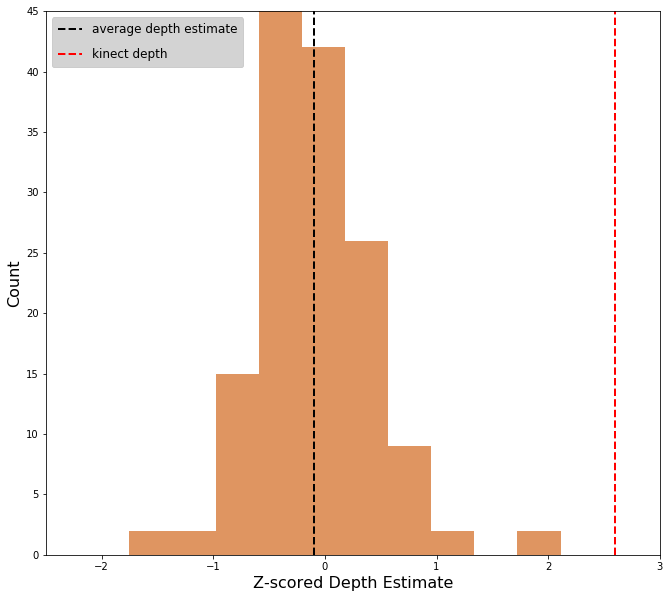 average depth estimate
kinect depth
45
40
35
30
25
20
15
10
5
0
Count
−2 −1 0 1 2 3
Z-scored Depth Estimate